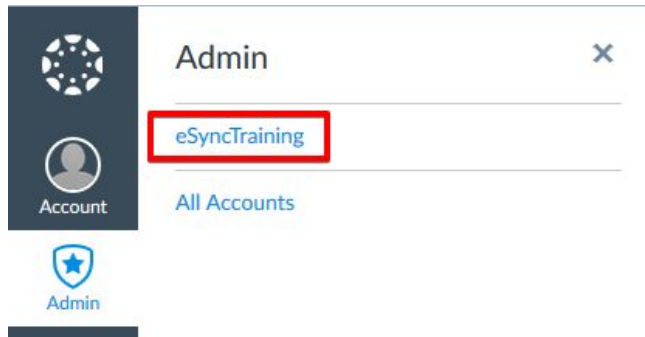 Admin
×
eSyncTraining
Account
All Accounts
Admin